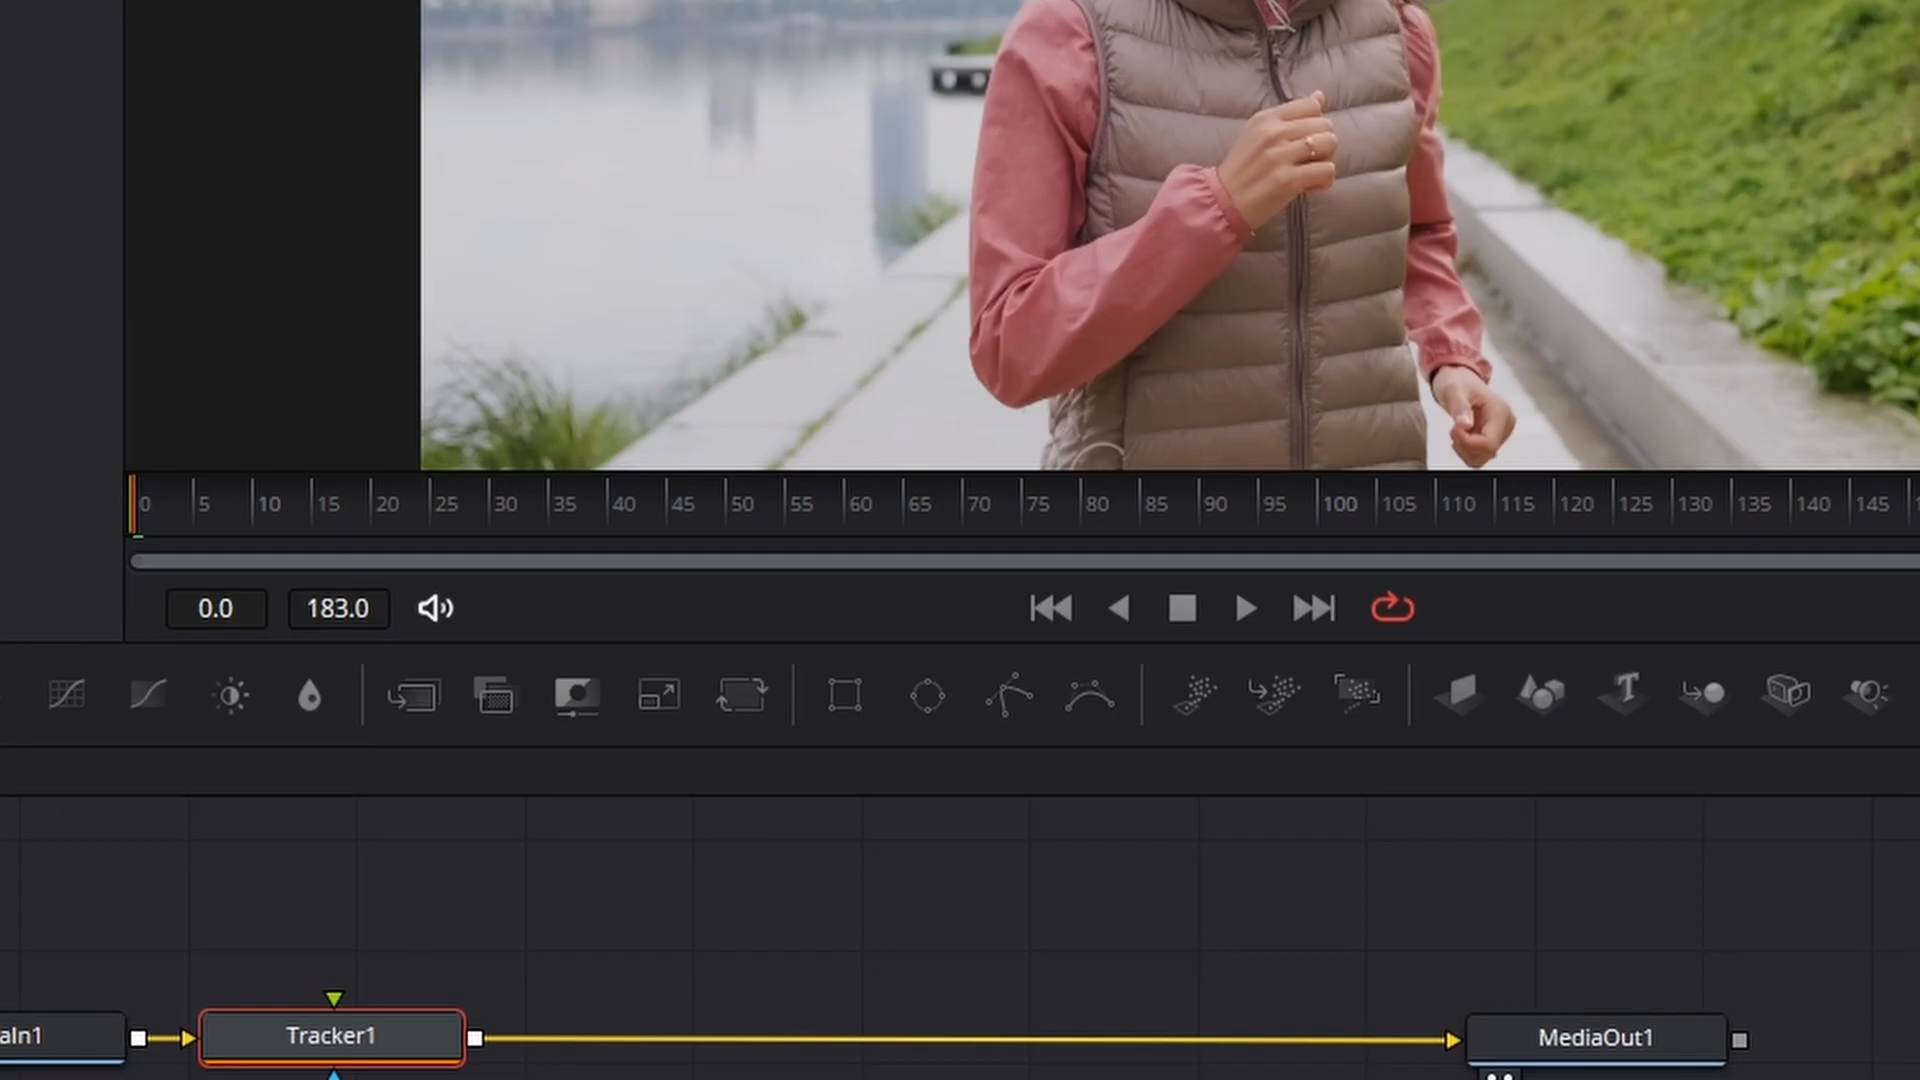 0 5 10 15 20 25 30 35 40 45 50 55 60 65 70 75 80 85 90 95 100 105 110 115 120 125 130 135 140 145
0.0 183.0
T
aIn1 Tracker1 MediaOut1